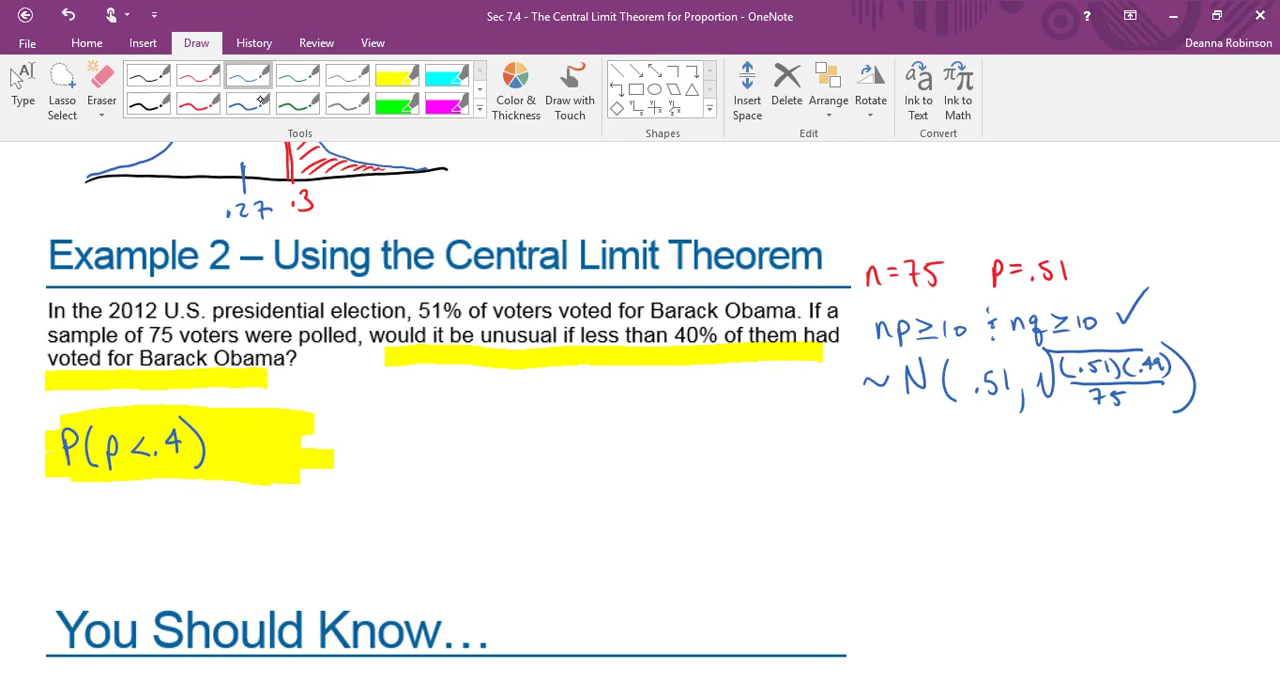 Sec 7.4 - The Central Limit Theorem for Proportion - OneNote
File Home Insert Draw History Review View Deanna Robinson
Type Lasso Select Eraser Color & Thickness Draw with Touch Insert Space Delete Arrange Rotate Ink to Text Ink to Math
Tools Shapes Edit Convert
.27 .3
Example 2 – Using the Central Limit Theorem
In the 2012 U.S. presidential election, 51% of voters voted for Barack Obama. If a
sample of 75 voters were polled, would it be unusual if less than 40% of them had
voted for Barack Obama?
n=75 p=.51
np≥10 & nq≥10 ✓
~N(.51, √(.51)(.49)/75)
P(p<.4)
You Should Know…